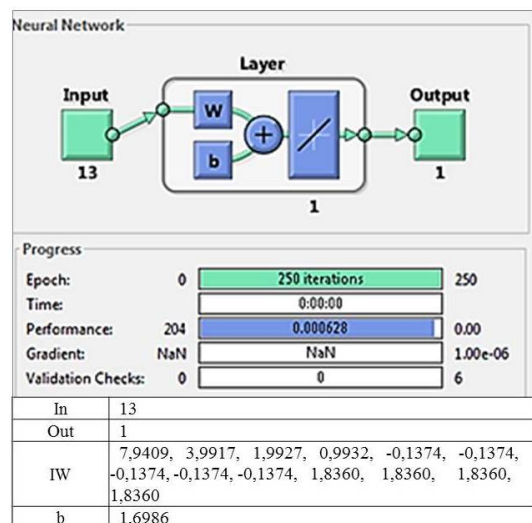 Neural Network
Layer
Input
Output
W
b
13
1
1
Progress
Epoch: 0 250 iterations 250
Time: 0:00:00
Performance: 204 0.000628 0.00
Gradient: NaN NaN 1.00e-06
Validation Checks: 0 0 6
In 13
Out 1
IW 7,9409, 3,9917, 1,9927, 0,9932, -0,1374, -0,1374,
-0,1374, -0,1374, -0,1374, 1,8360, 1,8360, 1,8360,
1,8360
b 1,6986